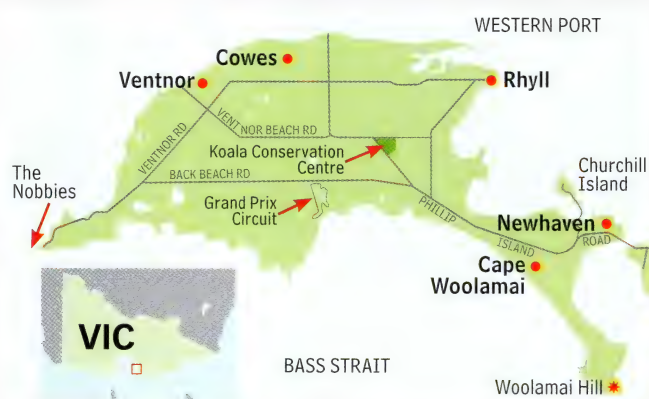 WESTERN PORT
Cowes
Ventnor
Rhyll
VENTNOR BEACH RD
VENTNOR RD
Koala Conservation
Centre
The
Nobbies
BACK BEACH RD
Churchill
Island
Grand Prix
Circuit
PHILLIP ISLAND ROAD
Newhaven
Cape
Woolamai
VIC
BASS STRAIT
Woolamai Hill